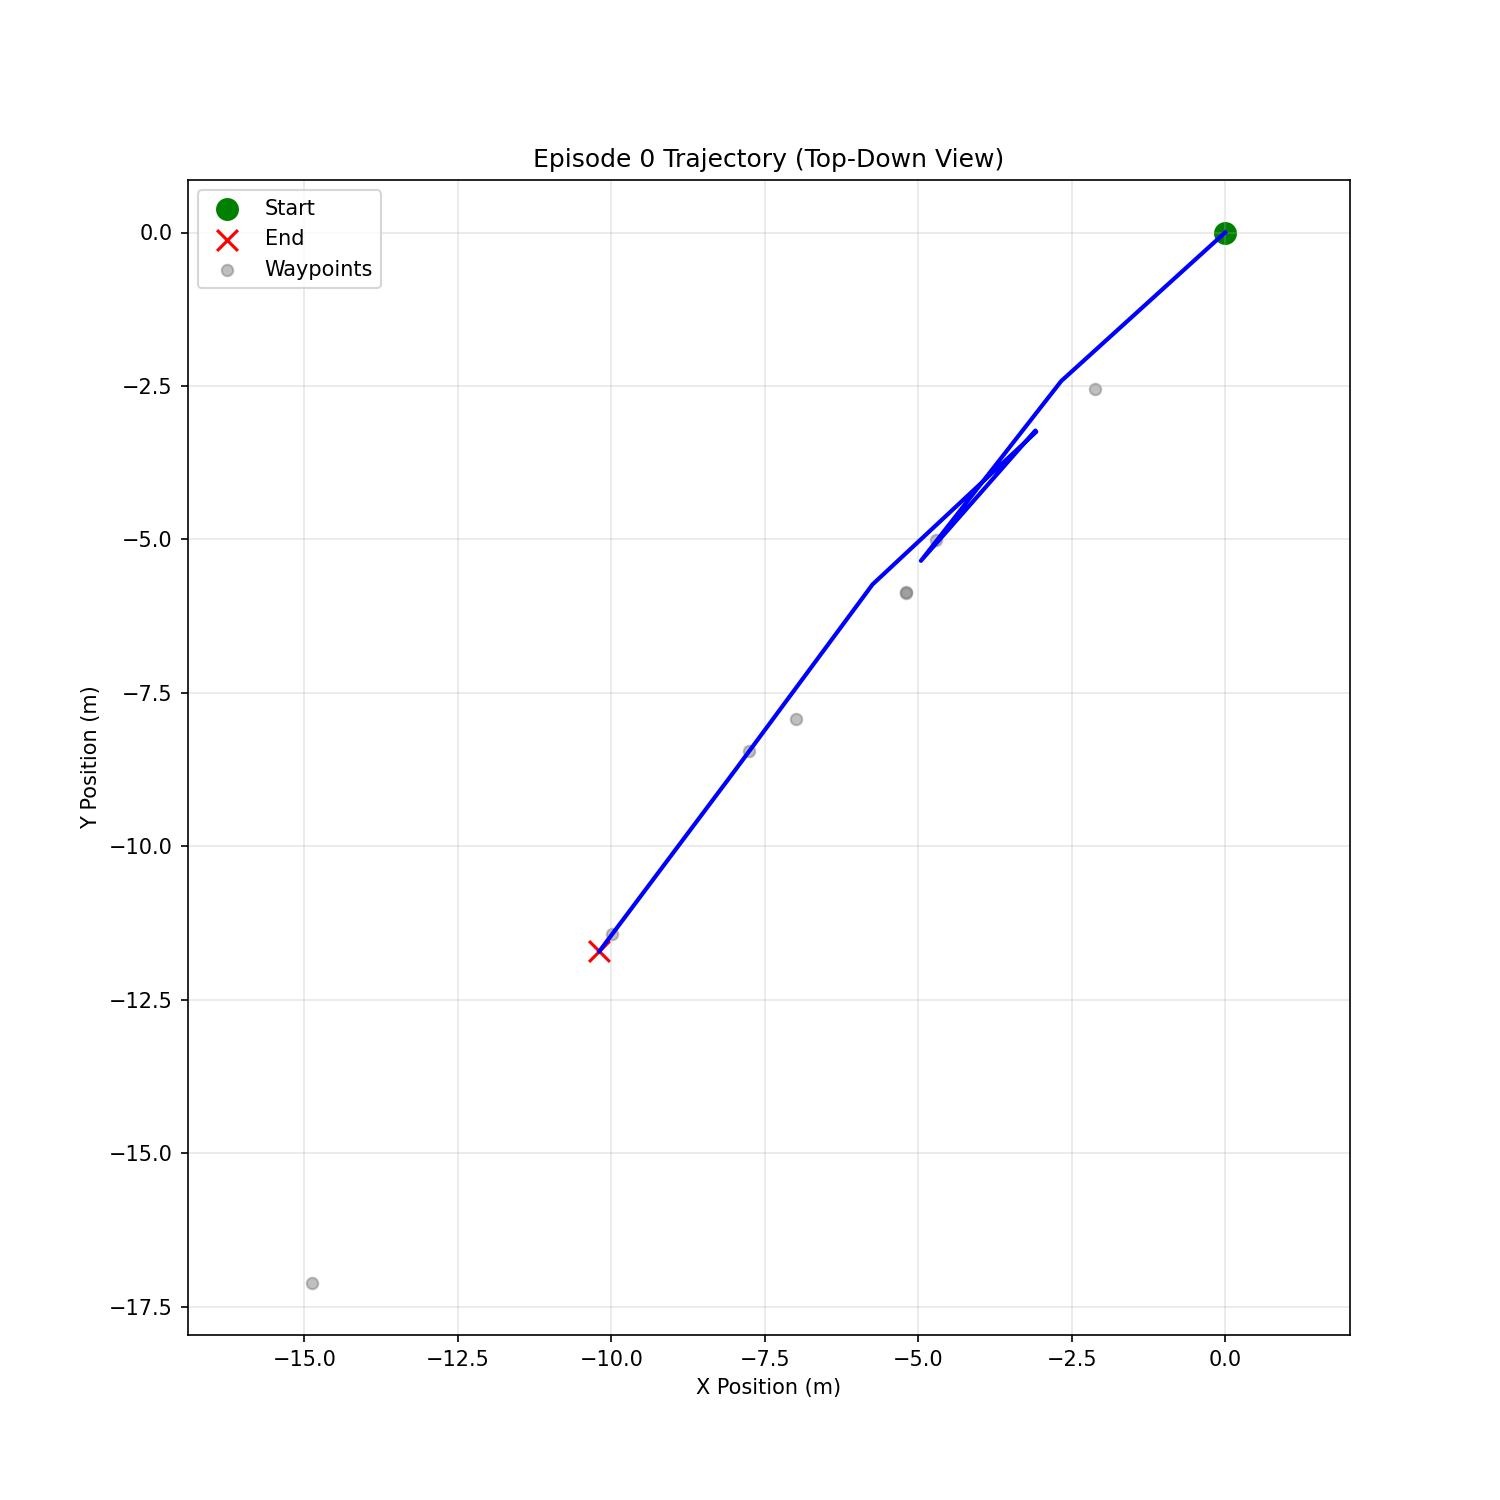 Episode 0 Trajectory (Top-Down View)
Start
End
Waypoints
Y Position (m)
0.0
−2.5
−5.0
−7.5
−10.0
−12.5
−15.0
−17.5
−15.0 −12.5 −10.0 −7.5 −5.0 −2.5 0.0
X Position (m)